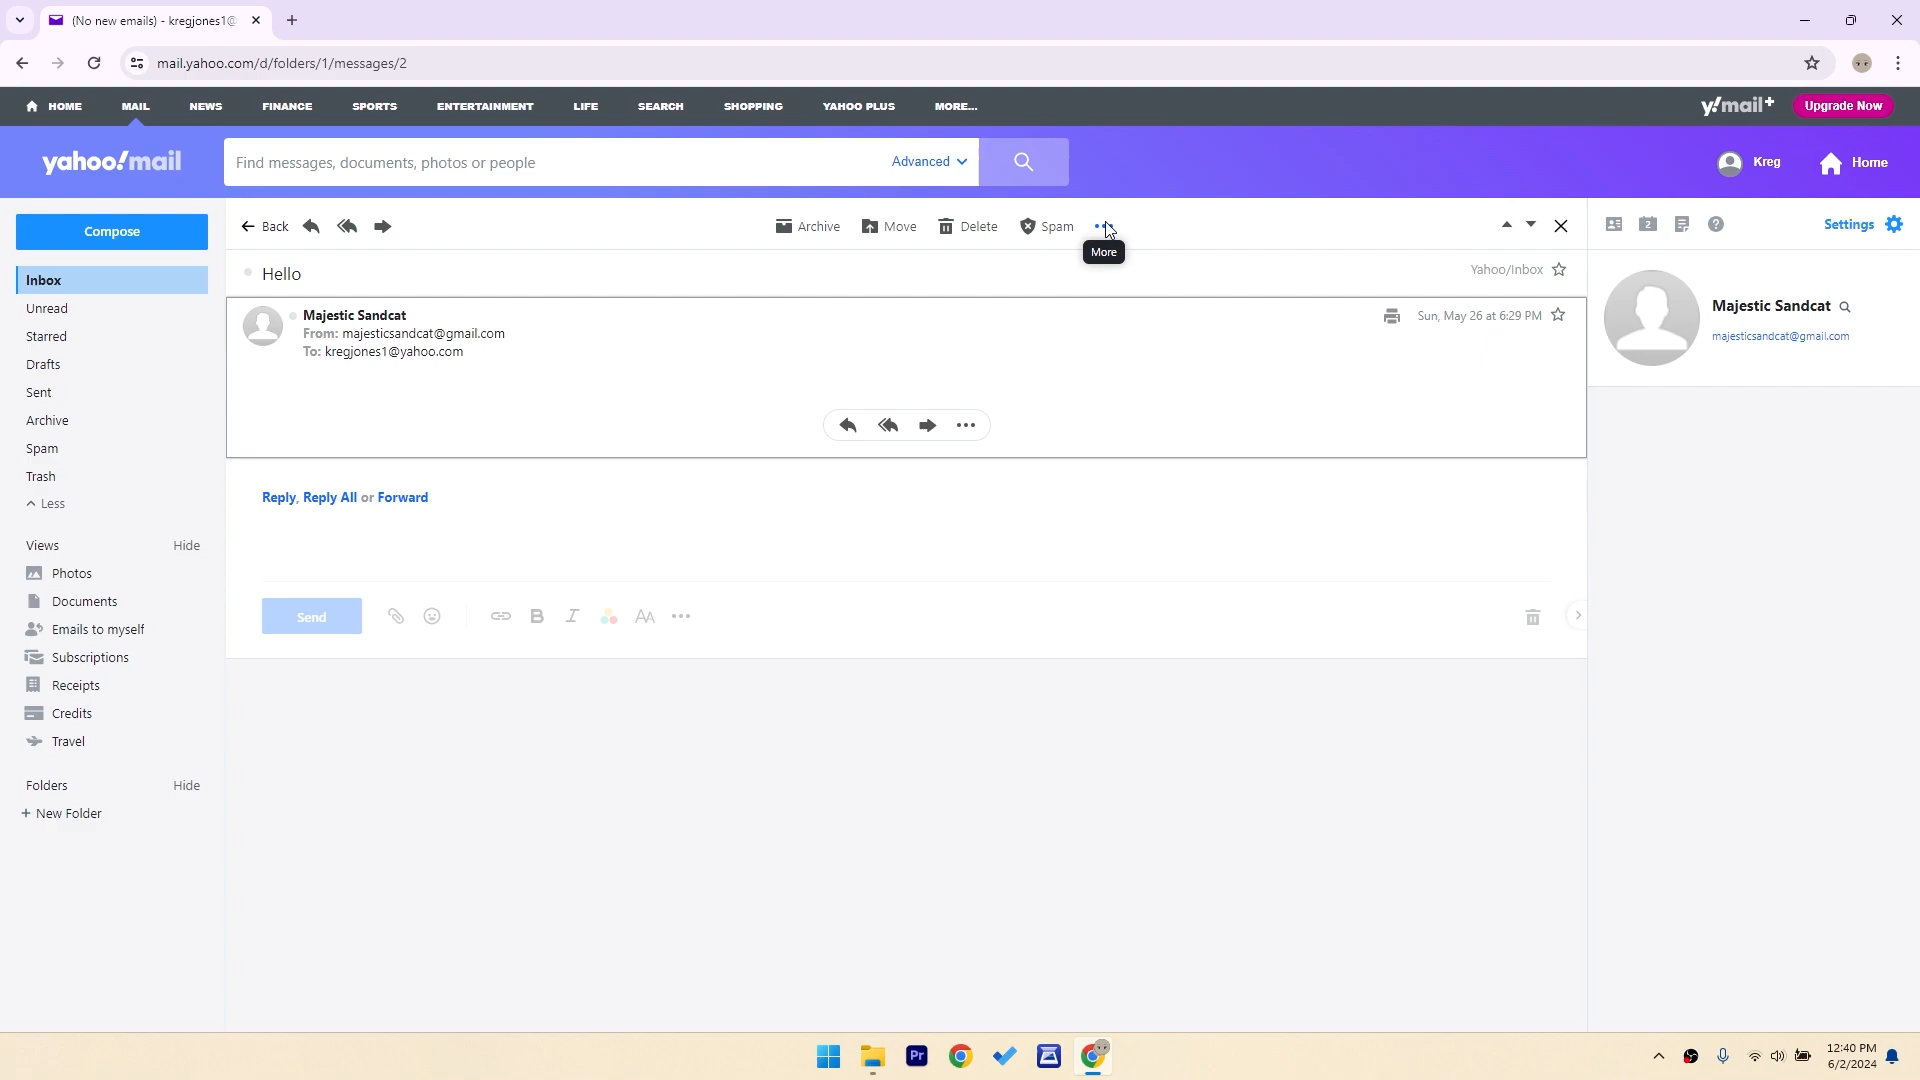 (No new emails) - kregjones1@
mail.yahoo.com/d/folders/1/messages/2
HOME MAIL NEWS FINANCE SPORTS ENTERTAINMENT LIFE SEARCH SHOPPING YAHOO PLUS MORE... y!mail+ Upgrade Now
yahoo!mail Find messages, documents, photos or people Advanced Kreg Home
Compose Back Archive Move Delete Spam Settings
More
Hello Yahoo/Inbox
Inbox
Unread
Starred
Drafts
Sent
Archive
Spam
Trash
Less
Majestic Sandcat Sun, May 26 at 6:29 PM
From: majesticsandcat@gmail.com
To: kregjones1@yahoo.com
Majestic Sandcat
majesticsandcat@gmail.com
Reply, Reply All or Forward
Send
Views Hide
Photos
Documents
Emails to myself
Subscriptions
Receipts
Credits
Travel
Folders Hide
+ New Folder
2
AA
Pr
12:40 PM
6/2/2024